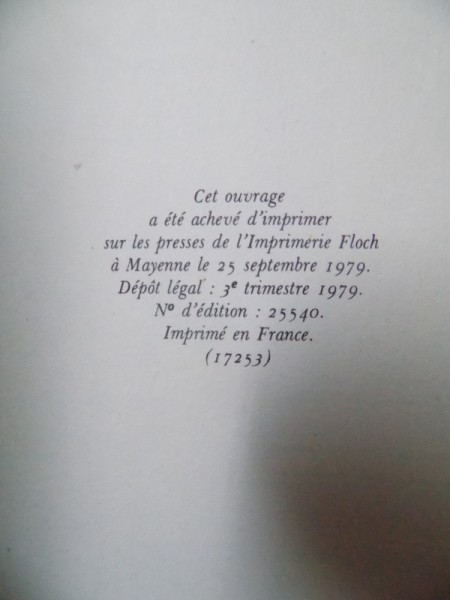 Cet ouvrage
a été achevé d'imprimer
sur les presses de l'Imprimerie Floch
à Mayenne le 25 septembre 1979.
Dépôt légal : 3e trimestre 1979.
No d'édition : 25540.
Imprimé en France.
(17253)